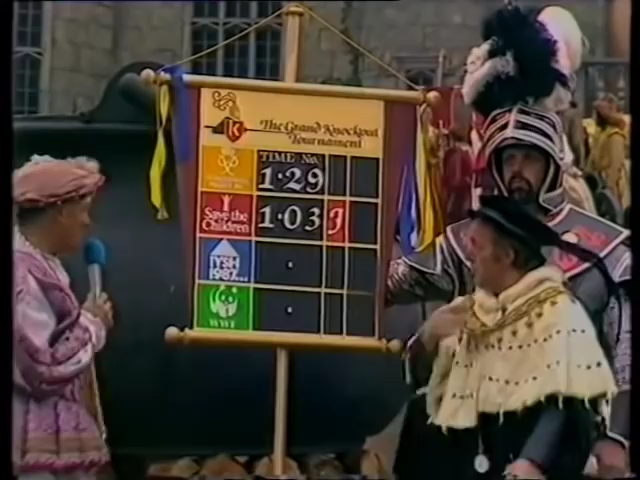 K
The Grand Knockout
Tournament
TIME No.
1·29
Save the
Children
1·03 J
IYSH
1987...
·
WWF
·